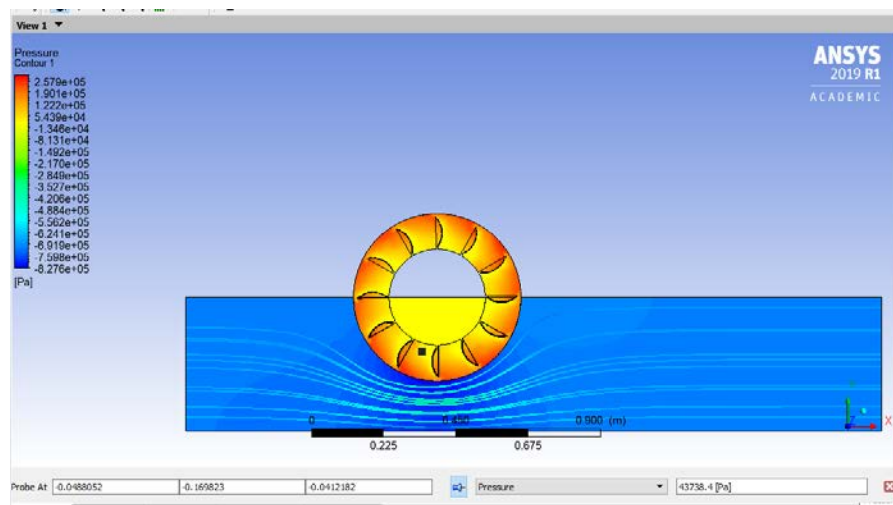 View 1
Pressure
Contour 1
2.579e+05
1.901e+05
1.222e+05
5.439e+04
-1.346e+04
-8.131e+04
-1.492e+05
-2.170e+05
-2.849e+05
-3.527e+05
-4.206e+05
-4.884e+05
-5.562e+05
-6.241e+05
-6.919e+05
-7.598e+05
-8.276e+05
[Pa]
ANSYS
2019 R1
ACADEMIC
0 0.450 0.900 (m)
0.225 0.675
Y
Z X
Probe At -0.0488052 -0.169823 -0.0412182 Pressure 43738.4 [Pa]